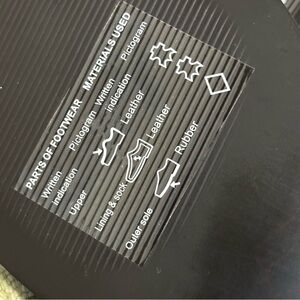 PARTS OF FOOTWEAR MATERIALS USED
Written indication Pictogram Written indication Pictogram
Upper Leather
Lining & sock Leather
Outer sole Rubber